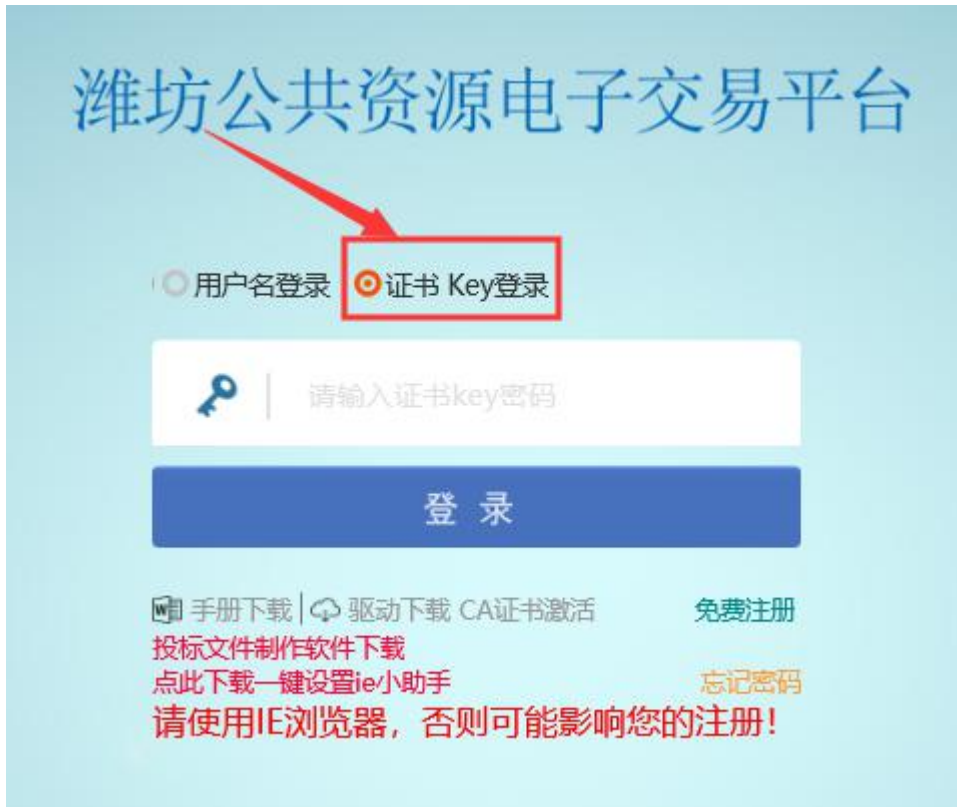 潍坊公共资源电子交易平台
用户名登录 证书 Key登录
请输入证书key密码
登 录
手册下载 驱动下载 CA证书激活 免费注册
投标文件制作软件下载
点此下载一键设置ie小助手 忘记密码
请使用IE浏览器，否则可能影响您的注册！